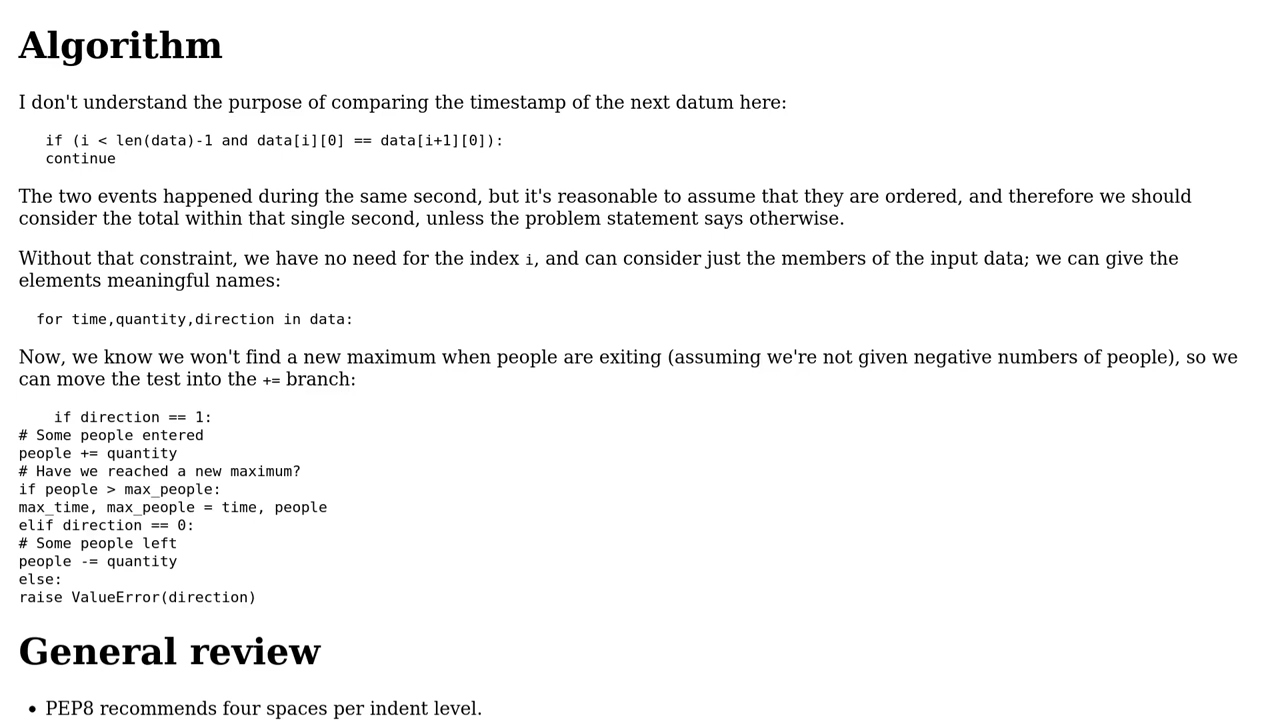 Algorithm
I don't understand the purpose of comparing the timestamp of the next datum here:
if (i < len(data)-1 and data[i][0] == data[i+1][0]):
continue
The two events happened during the same second, but it's reasonable to assume that they are ordered, and therefore we should
consider the total within that single second, unless the problem statement says otherwise.
Without that constraint, we have no need for the index i, and can consider just the members of the input data; we can give the
elements meaningful names:
for time,quantity,direction in data:
Now, we know we won't find a new maximum when people are exiting (assuming we're not given negative numbers of people), so we
can move the test into the += branch:
if direction == 1:
# Some people entered
people += quantity
# Have we reached a new maximum?
if people > max_people:
max_time, max_people = time, people
elif direction == 0:
# Some people left
people -= quantity
else:
raise ValueError(direction)
General review
• PEP8 recommends four spaces per indent level.